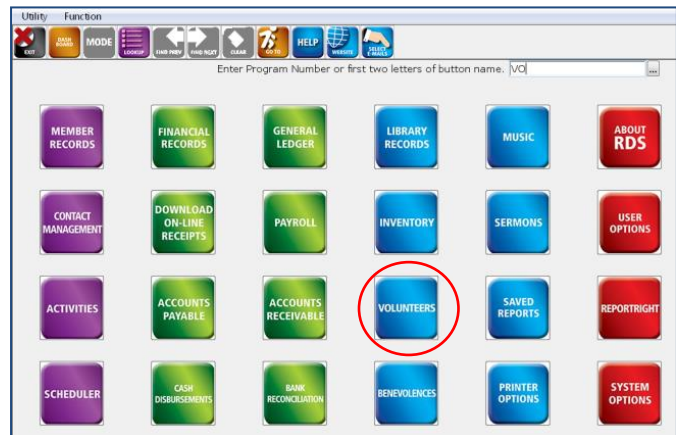 Utility Function
EXIT DASH BOARD MODE LOOKUP FIND PREV FIND NEXT CLEAR GO TO HELP WEBSITE SELECT E-MAILS
Enter Program Number or first two letters of button name. VO ...
MEMBER RECORDS
FINANCIAL RECORDS
GENERAL LEDGER
LIBRARY RECORDS
MUSIC
ABOUT RDS
CONTACT MANAGEMENT
DOWNLOAD ON-LINE RECEIPTS
PAYROLL
INVENTORY
SERMONS
USER OPTIONS
ACTIVITIES
ACCOUNTS PAYABLE
ACCOUNTS RECEIVABLE
VOLUNTEERS
SAVED REPORTS
REPORTRIGHT
SCHEDULER
CASH DISBURSEMENTS
BANK RECONCILIATION
BENEVOLENCES
PRINTER OPTIONS
SYSTEM OPTIONS